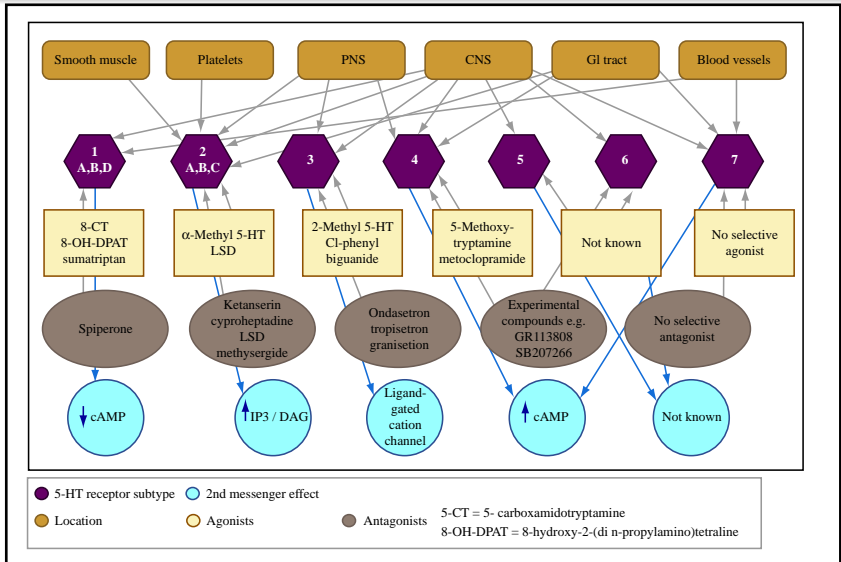 Smooth muscle
Platelets
PNS
CNS
Gl tract
Blood vessels
1
A,B,D
2
A,B,C
3
4
5
6
7
8-CT
8-OH-DPAT
sumatriptan
α-Methyl 5-HT
LSD
2-Methyl 5-HT
Cl-phenyl
biguanide
5-Methoxy-
tryptamine
metoclopramide
Not known
No selective
agonist
Spiperone
Ketanserin
cyproheptadine
LSD
methysergide
Ondasetron
tropisetron
granisetion
Experimental
compounds e.g.
GR113808
SB207266
No selective
antagonist
cAMP
IP3 / DAG
Ligand-
gated
cation
channel
cAMP
Not known
5-HT receptor subtype
2nd messenger effect
Location
Agonists
Antagonists
5-CT = 5- carboxamidotryptamine
8-OH-DPAT = 8-hydroxy-2-(di n-propylamino)tetraline